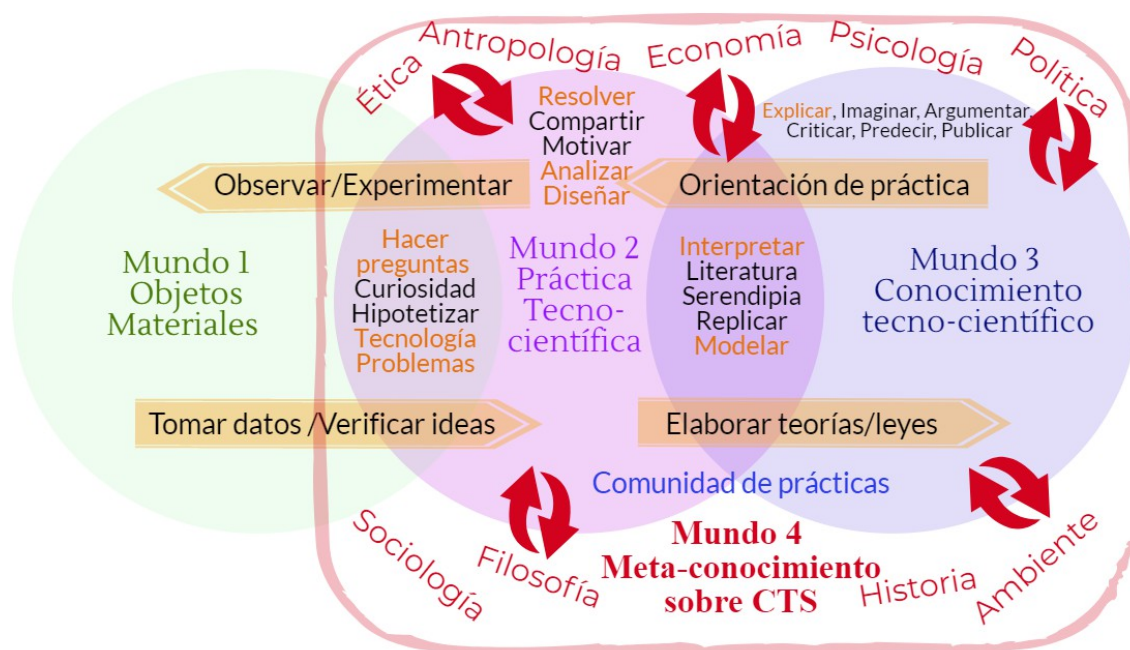 Ética
Antropología
Economía
Psicología
Política
Resolver
Compartir
Motivar
Analizar
Diseñar
Explicar, Imaginar, Argumentar,
Criticar, Predecir, Publicar
Observar/Experimentar
Orientación de práctica
Mundo 1
Objetos
Materiales
Hacer
preguntas
Curiosidad
Hipotetizar
Tecnología
Problemas
Mundo 2
Práctica
Tecno-
científica
Interpretar
Literatura
Serendipia
Replicar
Modelar
Mundo 3
Conocimiento
tecno-científico
Tomar datos /Verificar ideas
Elaborar teorías/leyes
Comunidad de prácticas
Sociología
Filosofía
Mundo 4
Meta-conocimiento
sobre CTS
Historia
Ambiente